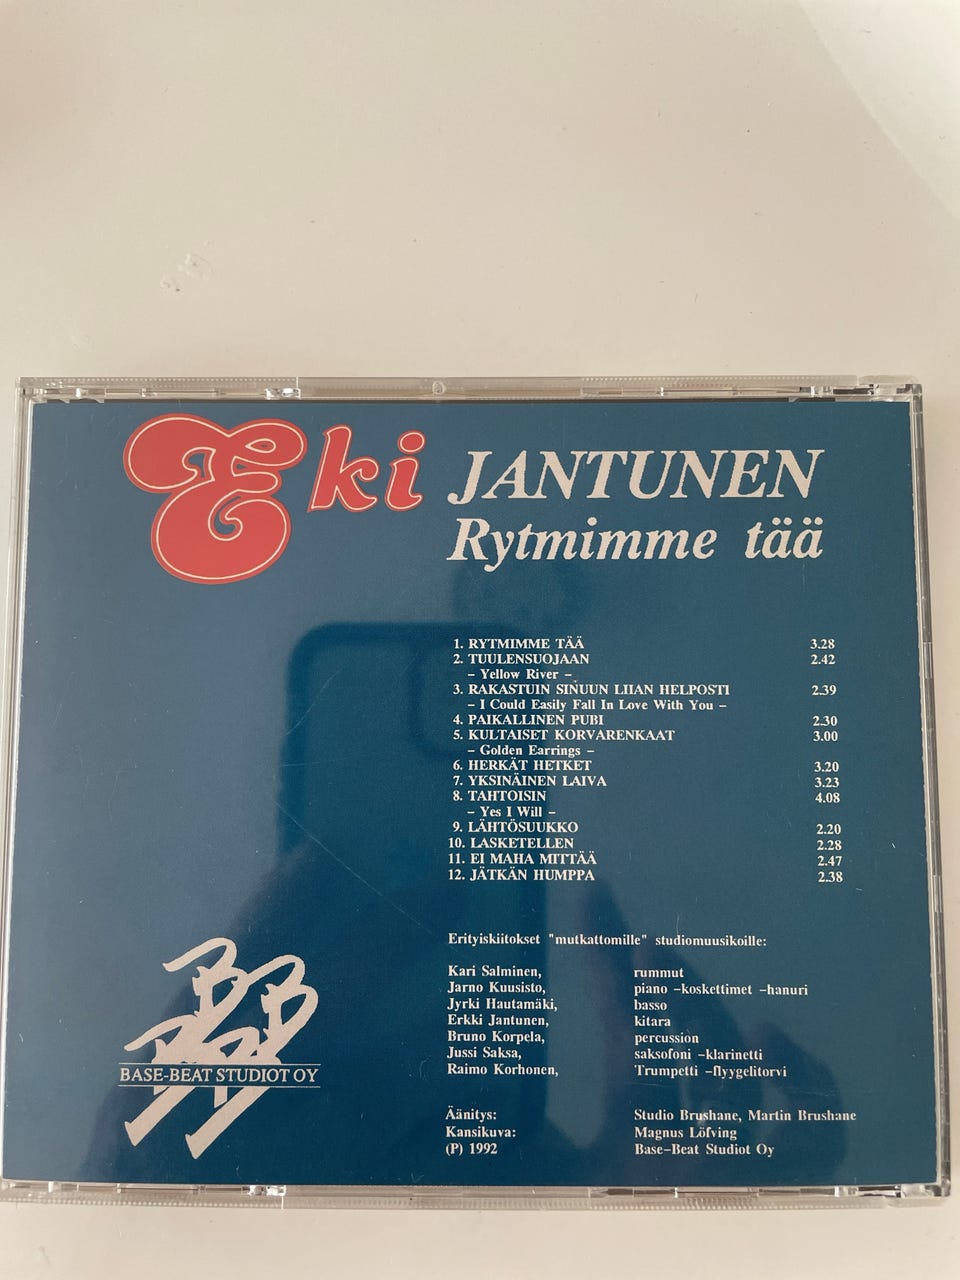 Eki JANTUNEN
Rytmimme tää
1. RYTMIMME TÄÄ 3.28
2. TUULENSUOJAAN 2.42
– Yellow River –
3. RAKASTUIN SINUUN LIIAN HELPOSTI 2.39
– I Could Easily Fall In Love With You –
4. PAIKALLINEN PUBI 2.30
5. KULTAISET KORVARENKAAT 3.00
– Golden Earrings –
6. HERKÄT HETKET 3.20
7. YKSINÄINEN LAIVA 3.23
8. TAHTOISIN 4.08
– Yes I Will –
9. LÄHTÖSUUKKO 2.20
10. LASKETELLEN 2.28
11. EI MAHA MITTÄÄ 2.47
12. JÄTKÄN HUMPPA 2.38
Erityiskiitokset "mutkattomille" studiomuusikoille:
Kari Salminen, rummut
Jarno Kuusisto, piano –koskettimet –hanuri
Jyrki Hautamäki, basso
Erkki Jantunen, kitara
Bruno Korpela, percussion
Jussi Saksa, saksofoni –klarinetti
Raimo Korhonen, Trumpetti –flyygelitorvi
Äänitys: Studio Brushane, Martin Brushane
Kansikuva: Magnus Löfving
(P) 1992 Base–Beat Studiot Oy
BBBB
BASE-BEAT STUDIOT OY